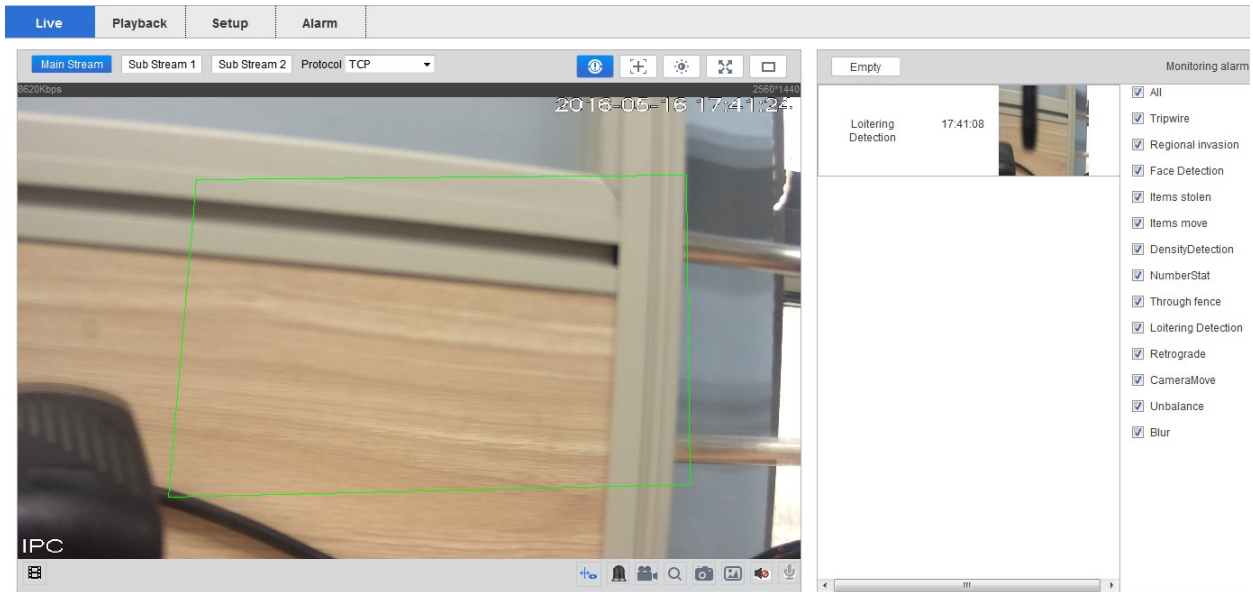 Live Playback Setup Alarm
Main Stream Sub Stream 1 Sub Stream 2 Protocol TCP
8620Kbps 2560*1440
2016-05-16 17:41:24
IPC
Empty Monitoring alarm
Loitering 17:41:08
Detection
All
Tripwire
Regional invasion
Face Detection
Items stolen
Items move
DensityDetection
NumberStat
Through fence
Loitering Detection
Retrograde
CameraMove
Unbalance
Blur